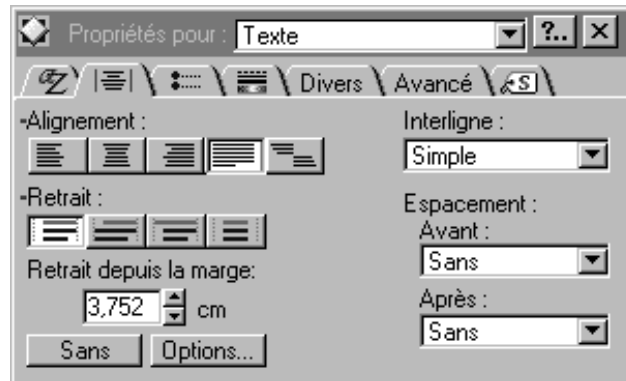 Propriétés pour : Texte ?..
Divers Avancé S
Alignement : Interligne :
Simple
Retrait : Espacement :
Avant :
Retrait depuis la marge: Sans
3,752 cm Après :
Sans Options... Sans